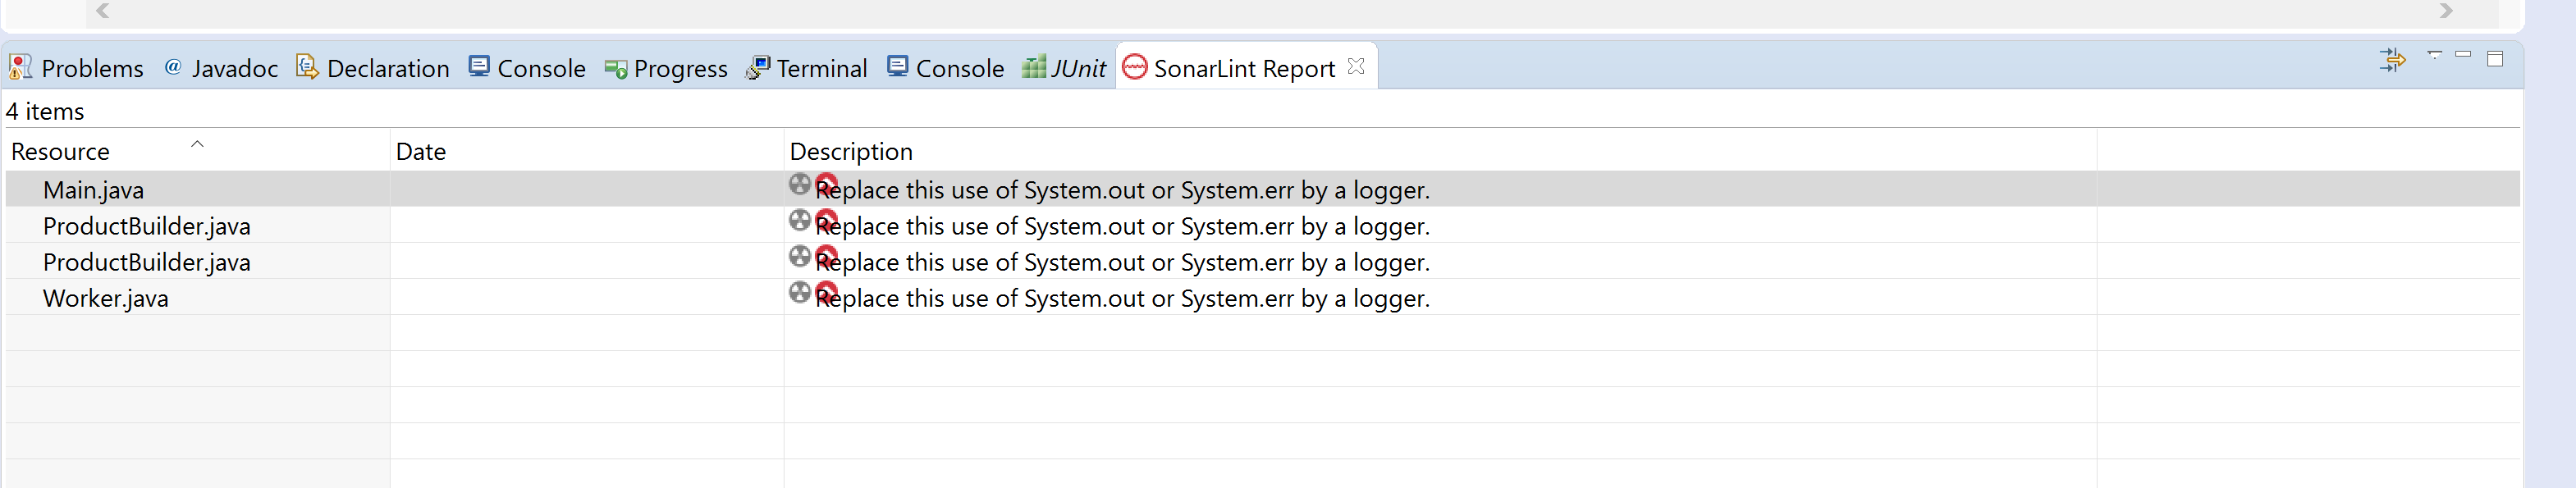 Problems @ Javadoc Declaration Console Progress Terminal Console JUnit SonarLint Report
4 items
Resource Date Description
Main.java Replace this use of System.out or System.err by a logger.
ProductBuilder.java Replace this use of System.out or System.err by a logger.
ProductBuilder.java Replace this use of System.out or System.err by a logger.
Worker.java Replace this use of System.out or System.err by a logger.